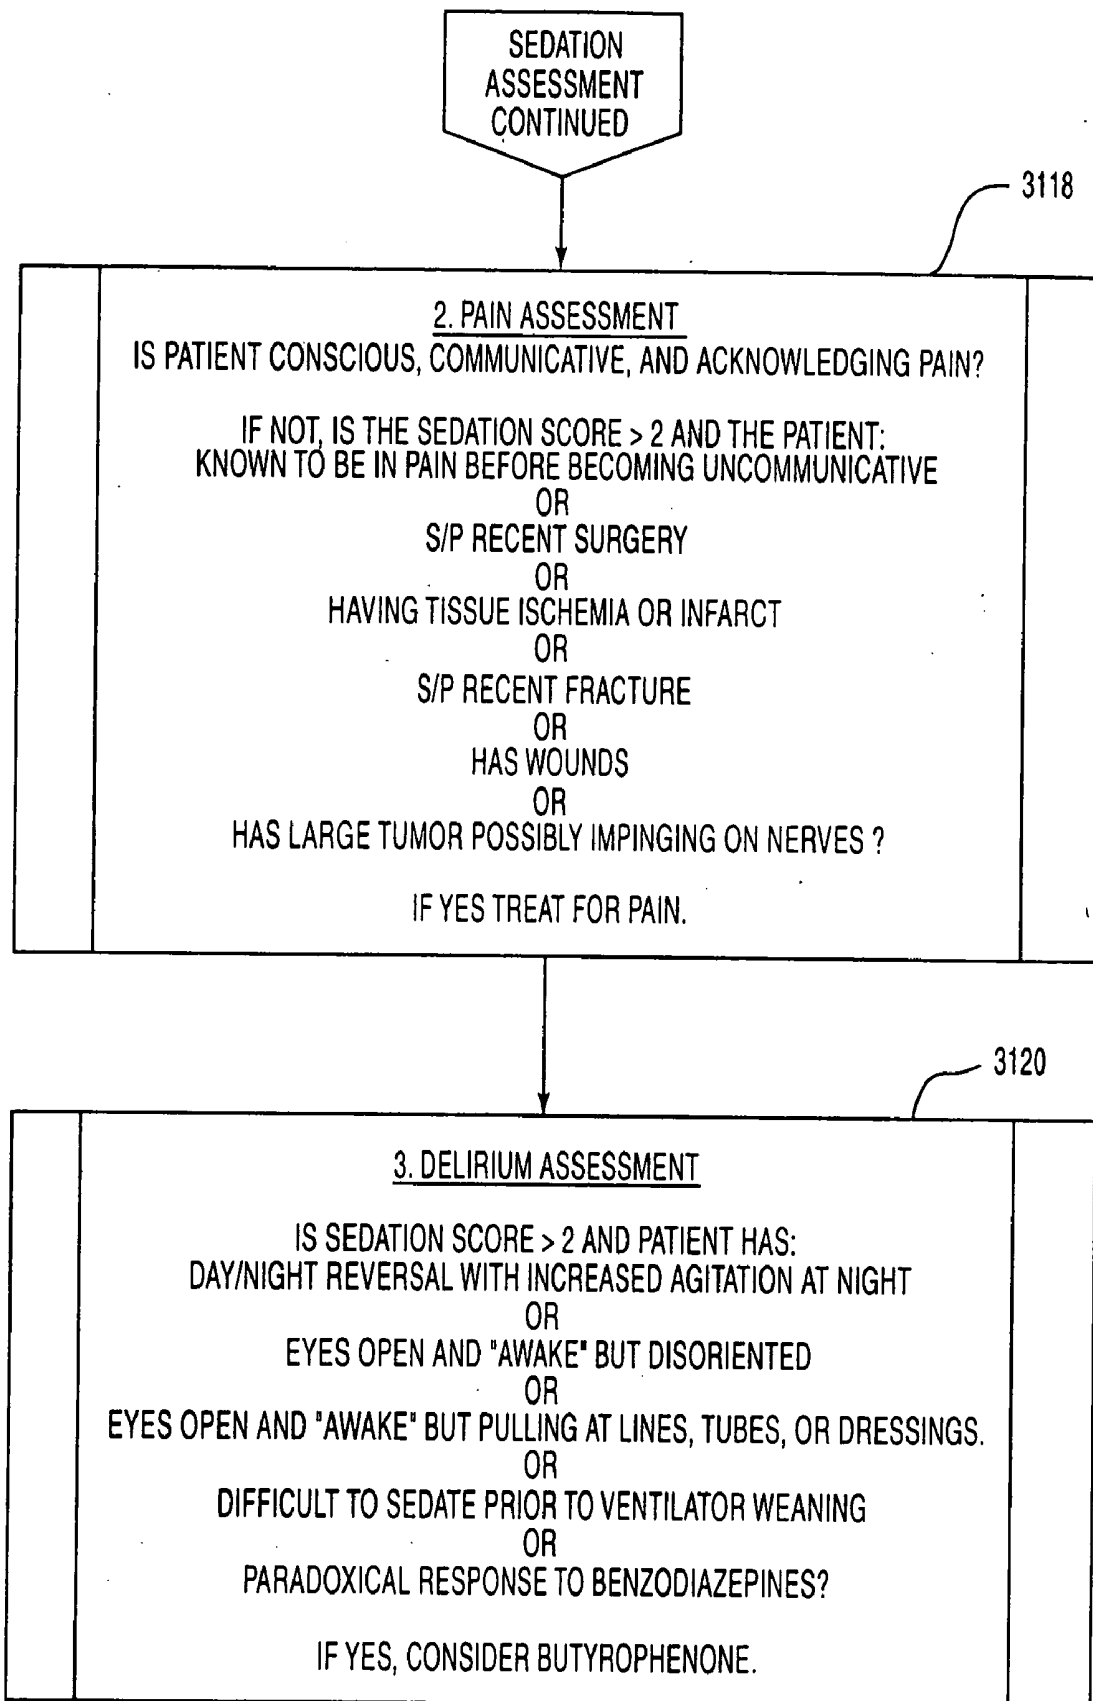 SEDATION
ASSESSMENT
CONTINUED
3118
2. PAIN ASSESSMENT
IS PATIENT CONSCIOUS, COMMUNICATIVE, AND ACKNOWLEDGING PAIN?
IF NOT, IS THE SEDATION SCORE > 2 AND THE PATIENT:
KNOWN TO BE IN PAIN BEFORE BECOMING UNCOMMUNICATIVE
OR
S/P RECENT SURGERY
OR
HAVING TISSUE ISCHEMIA OR INFARCT
OR
S/P RECENT FRACTURE
OR
HAS WOUNDS
OR
HAS LARGE TUMOR POSSIBLY IMPINGING ON NERVES ?
IF YES TREAT FOR PAIN.
3120
3. DELIRIUM ASSESSMENT
IS SEDATION SCORE > 2 AND PATIENT HAS:
DAY/NIGHT REVERSAL WITH INCREASED AGITATION AT NIGHT
OR
EYES OPEN AND "AWAKE" BUT DISORIENTED
OR
EYES OPEN AND "AWAKE" BUT PULLING AT LINES, TUBES, OR DRESSINGS.
OR
DIFFICULT TO SEDATE PRIOR TO VENTILATOR WEANING
OR
PARADOXICAL RESPONSE TO BENZODIAZEPINES?
IF YES, CONSIDER BUTYROPHENONE.